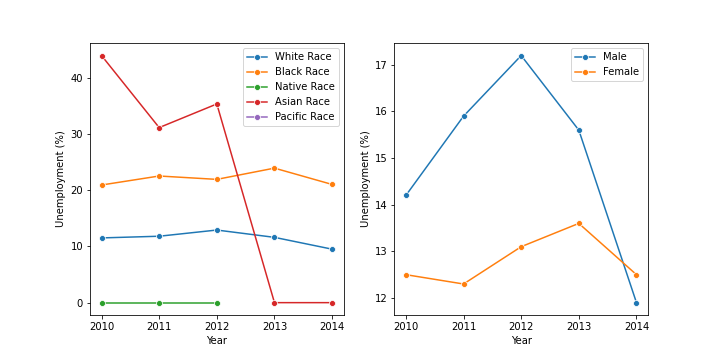 Unemployment (%)
40
30
20
10
0
2010 2011 2012 2013 2014
Year
White Race
Black Race
Native Race
Asian Race
Pacific Race
Unemployment (%)
17
16
15
14
13
12
2010 2011 2012 2013 2014
Year
Male
Female